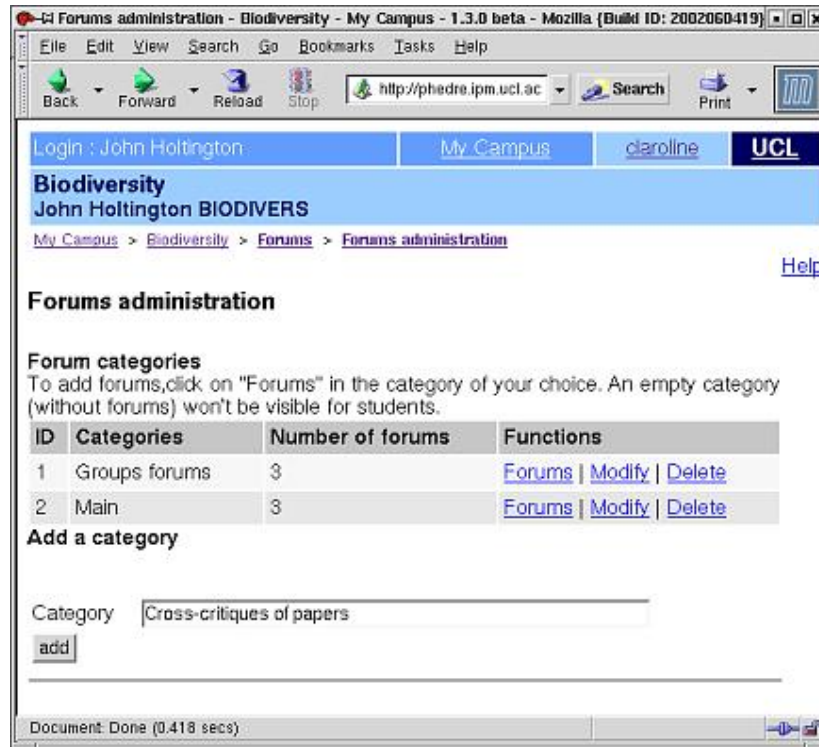 Forums administration - Biodiversity - My Campus - 1.3.0 beta - Mozilla {Build ID: 2002060419}
File Edit View Search Go Bookmarks Tasks Help
Back Forward Reload Stop http://phedre.ipm.ucl.ac Search Print
Login : John Holtington My Campus claroline UCL
Biodiversity
John Holtington BIODIVERS
My Campus > Biodiversity > Forums > Forums administration
Help
Forums administration
Forum categories
To add forums,click on "Forums" in the category of your choice. An empty category
(without forums) won't be visible for students.
ID Categories Number of forums Functions
1 Groups forums 3 Forums | Modify | Delete
2 Main 3 Forums | Modify | Delete
Add a category
Category Cross-critiques of papers
add
Document: Done (0.418 secs)